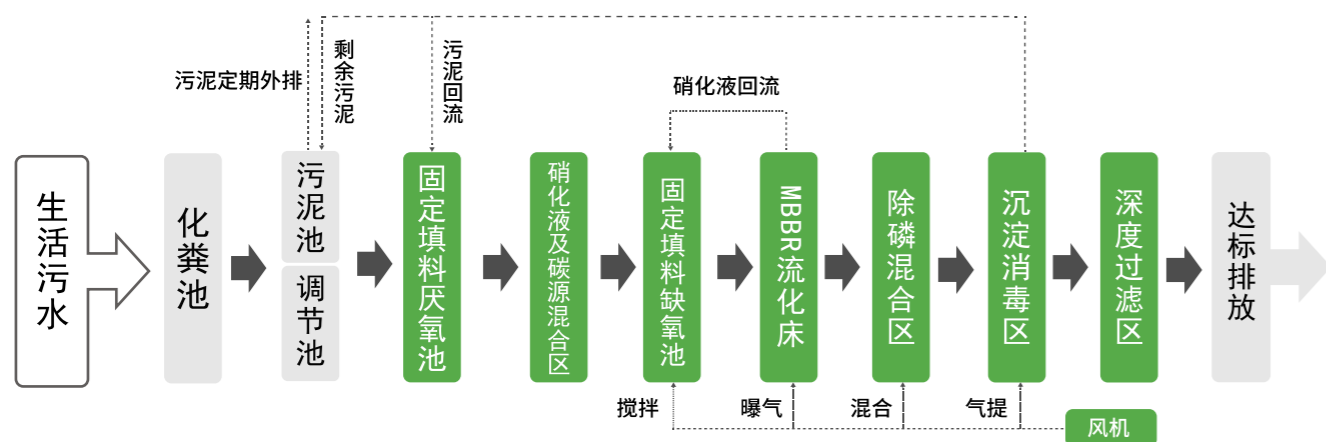 污泥定期外排
剩余污泥
污泥回流
硝化液回流
生活污水
化粪池
污泥池
调节池
固定填料厌氧池
硝化液及碳源混合区
固定填料缺氧池
MBBR流化床
除磷混合区
沉淀消毒区
深度过滤区
达标排放
搅拌
曝气
混合
气提
风机